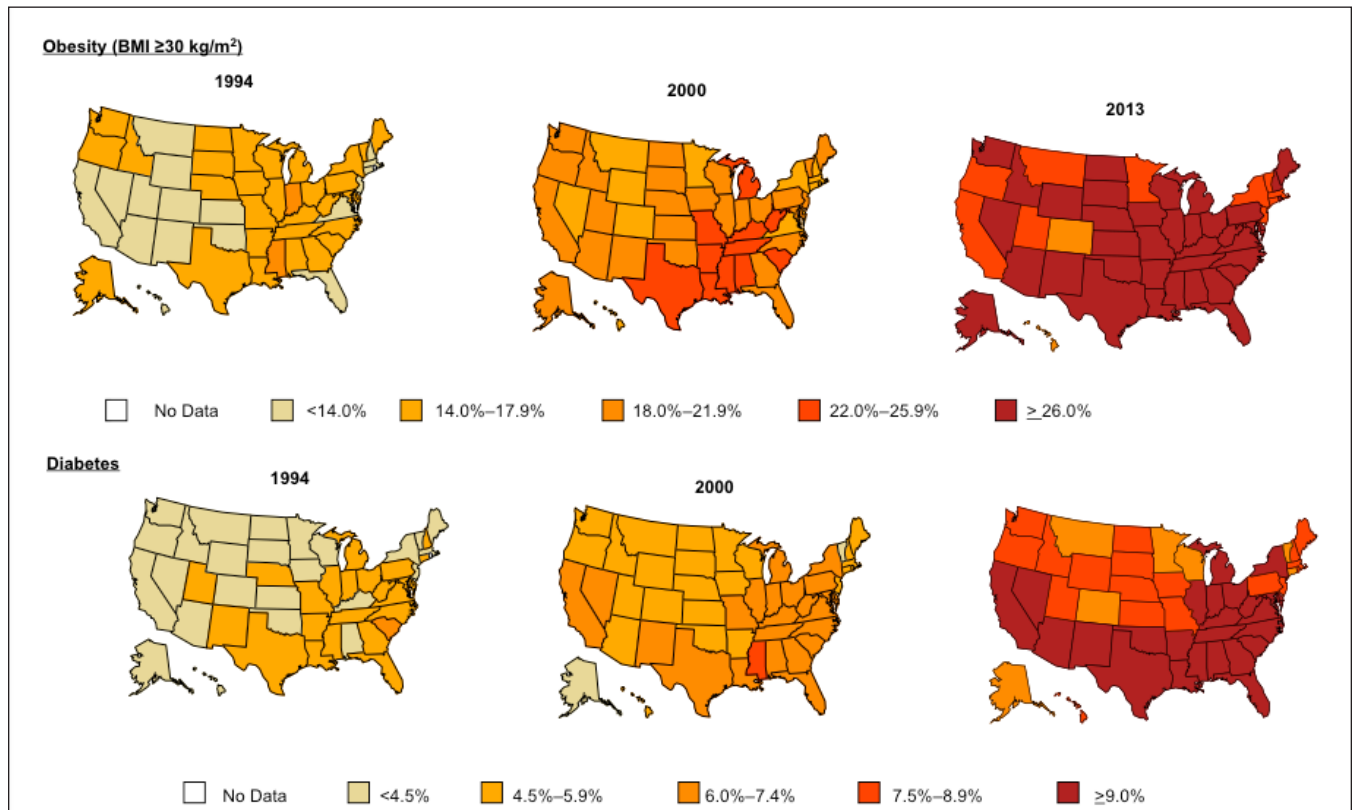 Obesity (BMI ≥30 kg/m²)
1994
2000
2013
No Data <14.0% 14.0%–17.9% 18.0%–21.9% 22.0%–25.9% ≥ 26.0%
Diabetes
1994
2000
No Data <4.5% 4.5%–5.9% 6.0%–7.4% 7.5%–8.9% ≥9.0%